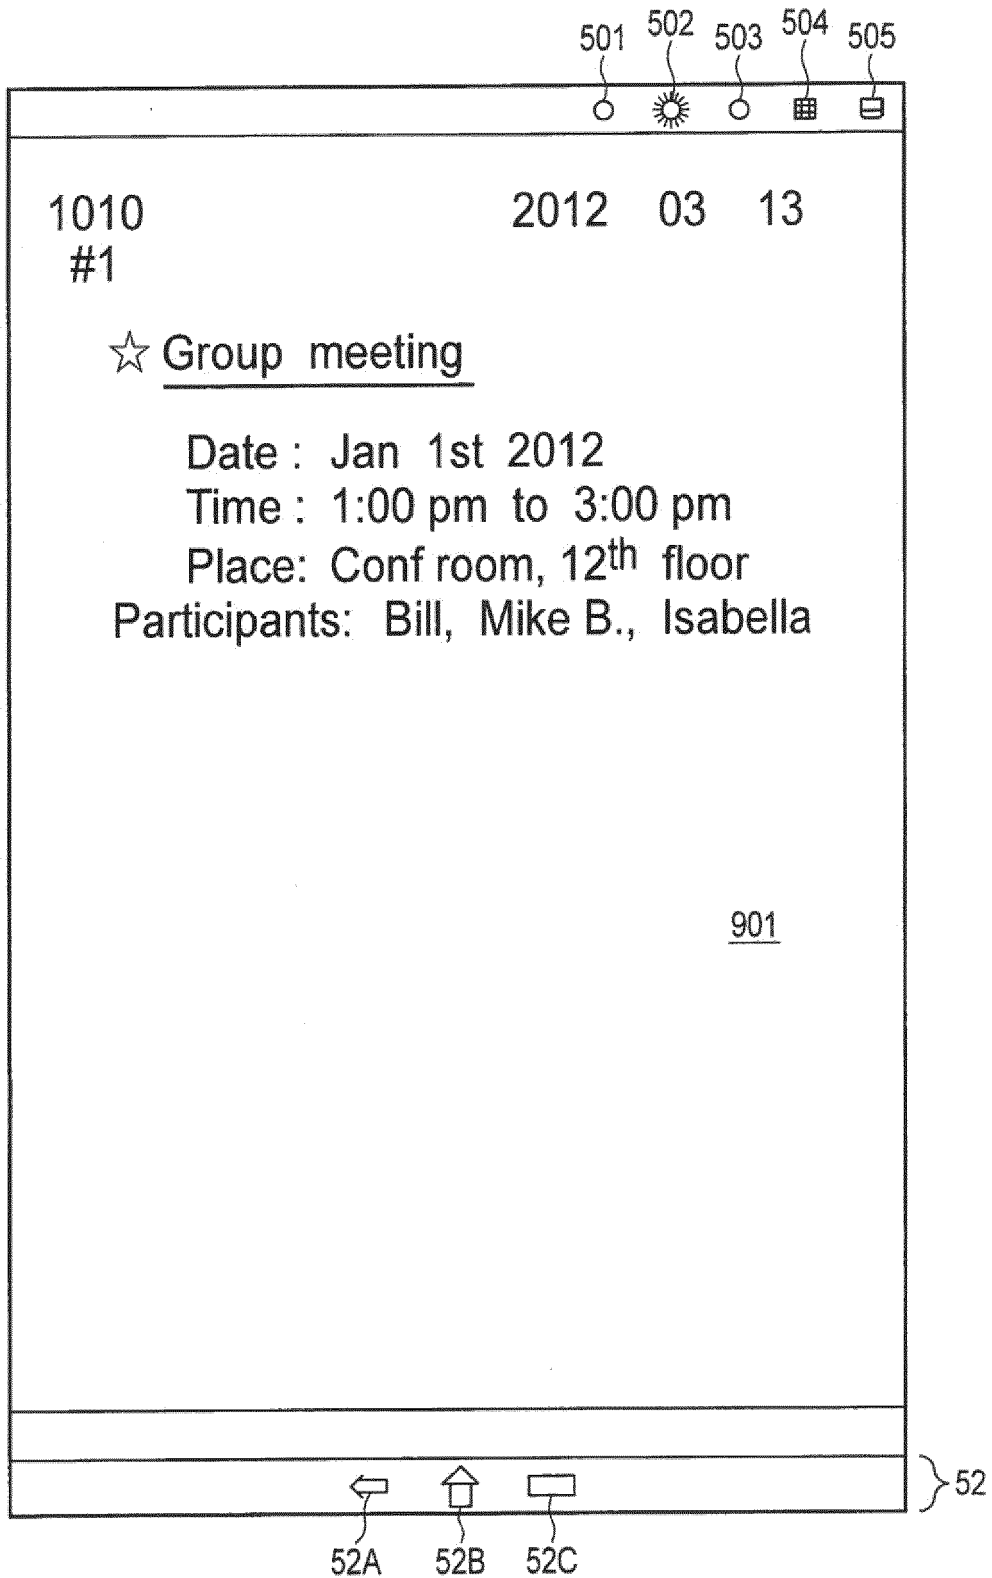 501 502 503 504 505
1010 2012 03 13
#1
☆ Group meeting
Date : Jan 1st 2012
Time : 1:00 pm to 3:00 pm
Place: Conf room, 12th floor
Participants: Bill, Mike B., Isabella
901
52
52A 52B 52C